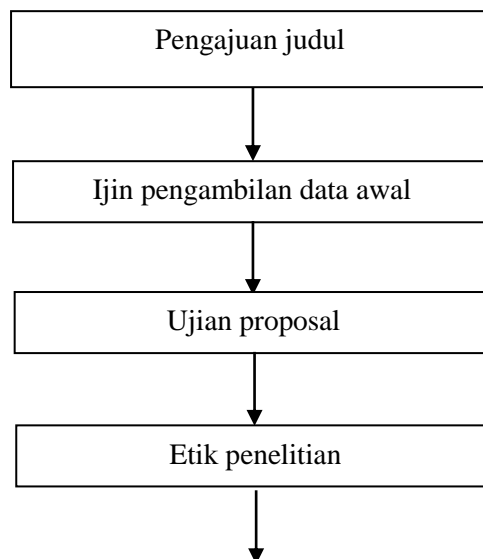 Pengajuan judul
Ijin pengambilan data awal
Ujian proposal
Etik penelitian